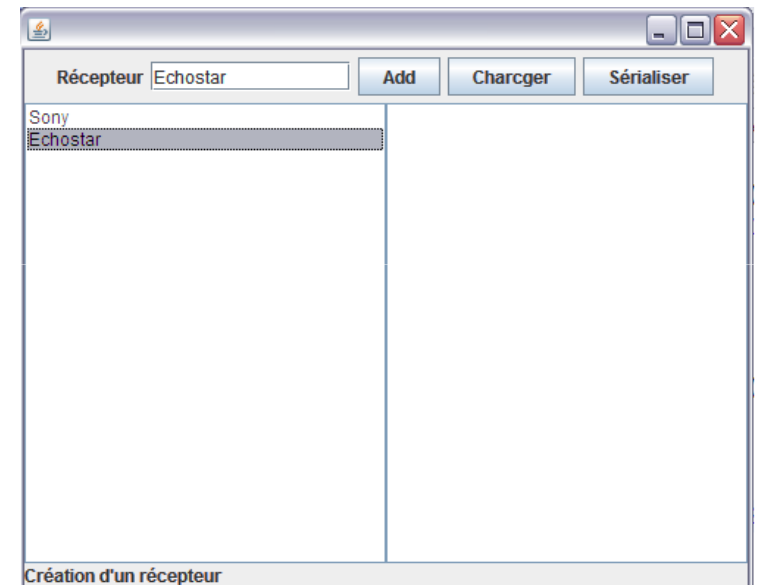 Récepteur Echostar Add Charcger Sérialiser
Sony
Echostar
Création d'un récepteur